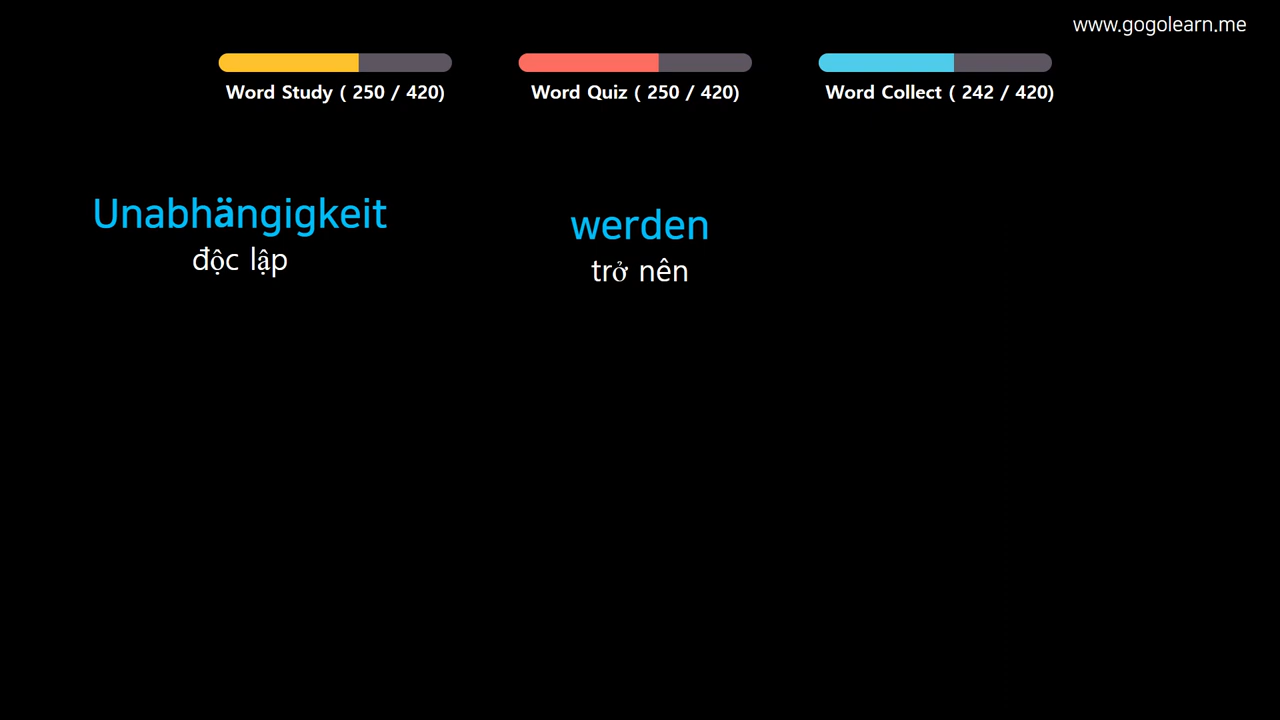 www.gogolearn.me
Word Study ( 250 / 420)
Word Quiz ( 250 / 420)
Word Collect ( 242 / 420)
Unabhängigkeit
độc lập
werden
trở nên